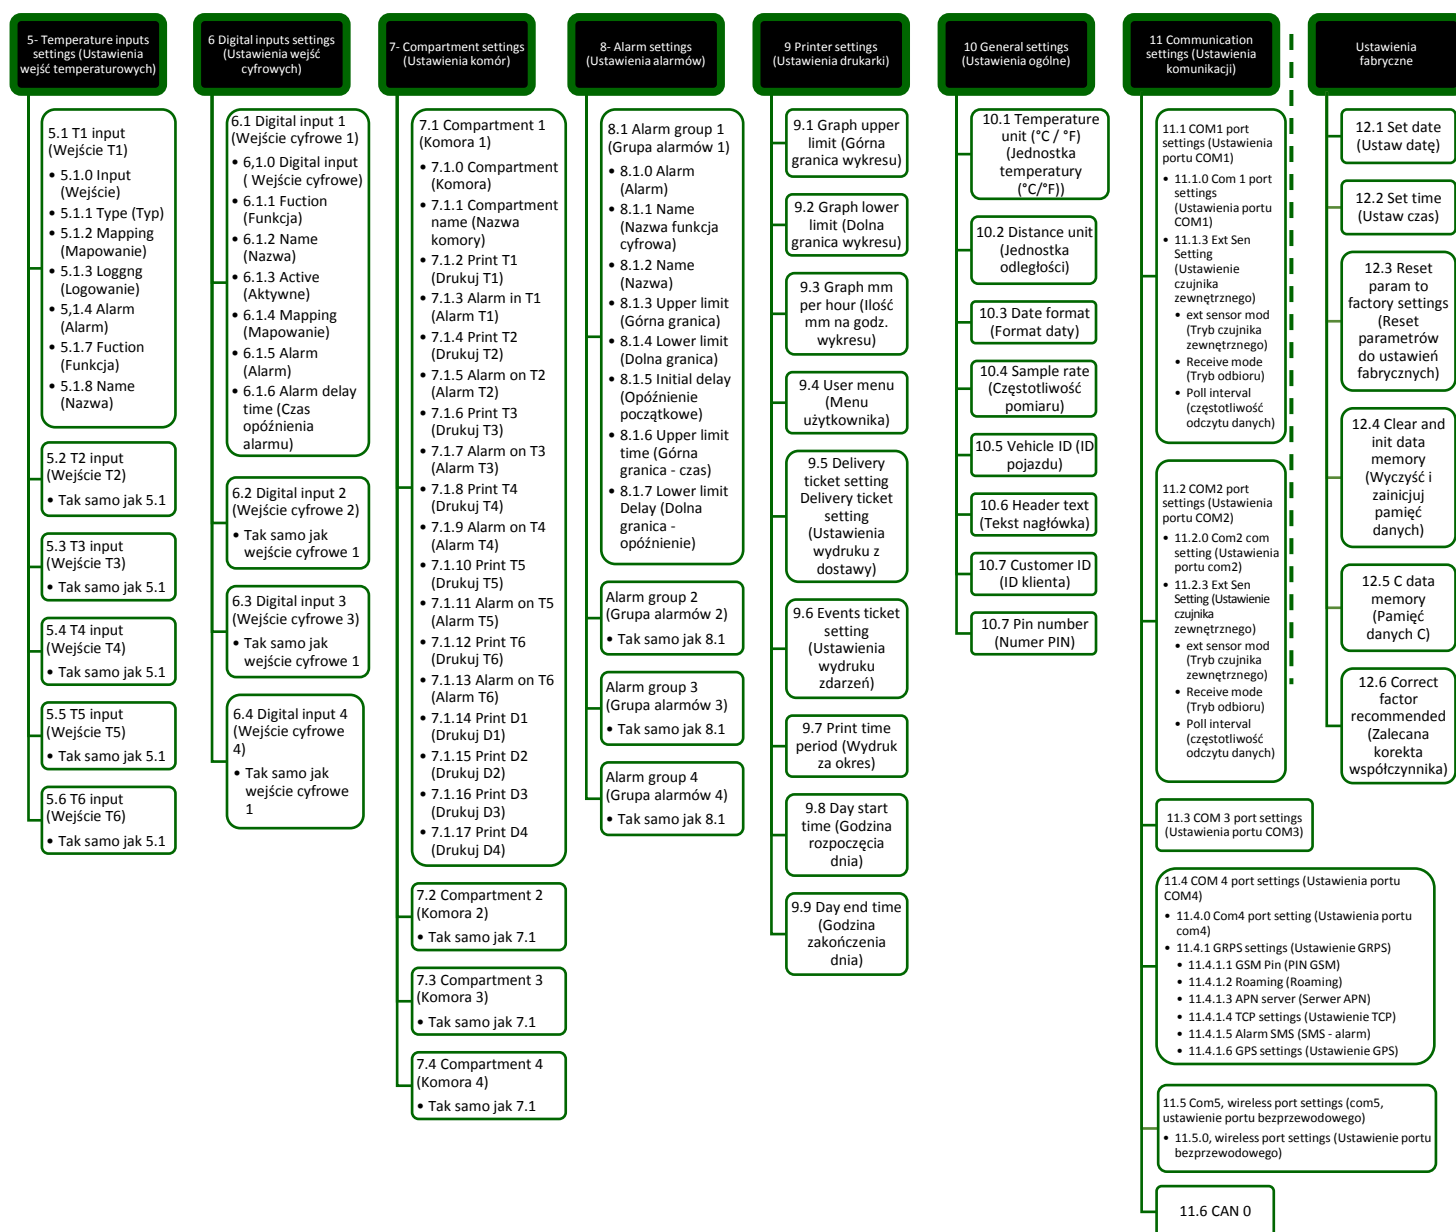 5- Temperature inputs
settings (Ustawienia
wejść temperaturowych)
5.1 T1 input
(Wejście T1)
• 5.1.0 Input
(Wejście)
• 5.1.1 Type (Typ)
• 5.1.2 Mapping
(Mapowanie)
• 5.1.3 Loggng
(Logowanie)
• 5,1.4 Alarm
(Alarm)
• 5.1.7 Fuction
(Funkcja)
• 5.1.8 Name
(Nazwa)
5.2 T2 input
(Wejście T2)
• Tak samo jak 5.1
5.3 T3 input
(Wejście T3)
• Tak samo jak 5.1
5.4 T4 input
(Wejście T4)
• Tak samo jak 5.1
5.5 T5 input
(Wejście T5)
• Tak samo jak 5.1
5.6 T6 input
(Wejście T6)
• Tak samo jak 5.1
6 Digital inputs settings
(Ustawienia wejść
cyfrowych)
6.1 Digital input 1
(Wejście cyfrowe 1)
• 6,1.0 Digital input
( Wejście cyfrowe)
• 6.1.1 Fuction
(Funkcja)
• 6.1.2 Name
(Nazwa)
• 6.1.3 Active
(Aktywne)
• 6.1.4 Mapping
(Mapowanie)
• 6.1.5 Alarm
(Alarm)
• 6.1.6 Alarm delay
time (Czas
opóźnienia
alarmu)
6.2 Digital input 2
(Wejście cyfrowe 2)
• Tak samo jak
wejście cyfrowe 1
6.3 Digital input 3
(Wejście cyfrowe 3)
• Tak samo jak
wejście cyfrowe 1
6.4 Digital input 4
(Wejście cyfrowe
4)
• Tak samo jak
wejście cyfrowe
1
7- Compartment settings
(Ustawienia komór)
7.1 Compartment 1
(Komora 1)
• 7.1.0 Compartment
(Komora)
• 7.1.1 Compartment
name (Nazwa
komory)
• 7.1.2 Print T1
(Drukuj T1)
• 7.1.3 Alarm in T1
(Alarm T1)
• 7.1.4 Print T2
(Drukuj T2)
• 7.1.5 Alarm on T2
(Alarm T2)
• 7.1.6 Print T3
(Drukuj T3)
• 7.1.7 Alarm on T3
(Alarm T3)
• 7.1.8 Print T4
(Drukuj T4)
• 7.1.9 Alarm on T4
(Alarm T4)
• 7.1.10 Print T5
(Drukuj T5)
• 7.1.11 Alarm on T5
(Alarm T5)
• 7.1.12 Print T6
(Drukuj T6)
• 7.1.13 Alarm on T6
(Alarm T6)
• 7.1.14 Print D1
(Drukuj D1)
• 7.1.15 Print D2
(Drukuj D2)
• 7.1.16 Print D3
(Drukuj D3)
• 7.1.17 Print D4
(Drukuj D4)
7.2 Compartment 2
(Komora 2)
• Tak samo jak 7.1
7.3 Compartment 3
(Komora 3)
• Tak samo jak 7.1
7.4 Compartment 4
(Komora 4)
• Tak samo jak 7.1
8- Alarm settings
(Ustawienia alarmów)
8.1 Alarm group 1
(Grupa alarmów 1)
• 8.1.0 Alarm
(Alarm)
• 8.1.1 Name
(Nazwa funkcja
cyfrowa)
• 8.1.2 Name
(Nazwa)
• 8.1.3 Upper limit
(Górna granica)
• 8.1.4 Lower limit
(Dolna granica)
• 8.1.5 Initial delay
(Opóźnienie
początkowe)
• 8.1.6 Upper limit
time (Górna
granica - czas)
• 8.1.7 Lower limit
Delay (Dolna
granica -
opóźnienie)
Alarm group 2
(Grupa alarmów 2)
• Tak samo jak 8.1
Alarm group 3
(Grupa alarmów 3)
• Tak samo jak 8.1
Alarm group 4
(Grupa alarmów 4)
• Tak samo jak 8.1
9 Printer settings
(Ustawienia drukarki)
9.1 Graph upper
limit (Górna
granica wykresu)
9.2 Graph lower
limit (Dolna
granica wykresu)
9.3 Graph mm
per hour (Ilość
mm na godz.
wykresu)
9.4 User menu
(Menu
użytkownika)
9.5 Delivery
ticket setting
Delivery ticket
setting
(Ustawienia
wydruku z
dostawy)
9.6 Events ticket
setting
(Ustawienia
wydruku
zdarzeń)
9.7 Print time
period (Wydruk
za okres)
9.8 Day start
time (Godzina
rozpoczęcia
dnia)
9.9 Day end time
(Godzina
zakończenia
dnia)
10 General settings
(Ustawienia ogólne)
10.1 Temperature
unit (°C / °F)
(Jednostka
temperatury
(°C/°F))
10.2 Distance unit
(Jednostka
odległości)
10.3 Date format
(Format daty)
10.4 Sample rate
(Częstotliwość
pomiaru)
10.5 Vehicle ID (ID
pojazdu)
10.6 Header text
(Tekst nagłówka)
10.7 Customer ID
(ID klienta)
10.7 Pin number
(Numer PIN)
11 Communication
settings (Ustawienia
komunikacji)
11.1 COM1 port
settings (Ustawienia
portu COM1)
• 11.1.0 Com 1 port
settings
(Ustawienia portu
COM1)
• 11.1.3 Ext Sen
Setting
(Ustawienie
czujnika
zewnętrznego)
• ext sensor mod
(Tryb czujnika
zewnętrznego)
• Receive mode
(Tryb odbioru)
• Poll interval
(częstotliwość
odczytu danych)
11.2 COM2 port
settings (Ustawienia
portu COM2)
• 11.2.0 Com2 com
setting (Ustawienia
portu com2)
• 11.2.3 Ext Sen
Setting (Ustawienie
czujnika
zewnętrznego)
• ext sensor mod
(Tryb czujnika
zewnętrznego)
• Receive mode
(Tryb odbioru)
• Poll interval
(częstotliwość
odczytu danych)
11.3 COM 3 port settings
(Ustawienia portu COM3)
11.4 COM 4 port settings (Ustawienia portu
COM4)
• 11.4.0 Com4 port setting (Ustawienia portu
com4)
• 11.4.1 GRPS settings (Ustawienie GRPS)
• 11.4.1.1 GSM Pin (PIN GSM)
• 11.4.1.2 Roaming (Roaming)
• 11.4.1.3 APN server (Serwer APN)
• 11.4.1.4 TCP settings (Ustawienie TCP)
• 11.4.1.5 Alarm SMS (SMS - alarm)
• 11.4.1.6 GPS settings (Ustawienie GPS)
11.5 Com5, wireless port settings (com5,
ustawienie portu bezprzewodowego)
• 11.5.0, wireless port settings (Ustawienie portu
bezprzewodowego)
11.6 CAN 0
Ustawienia
fabryczne
12.1 Set date
(Ustaw datę)
12.2 Set time
(Ustaw czas)
12.3 Reset
param to
factory settings
(Reset
parametrów
do ustawień
fabrycznych)
12.4 Clear and
init data
memory
(Wyczyść i
zainicjuj
pamięć
danych)
12.5 C data
memory
(Pamięć
danych C)
12.6 Correct
factor
recommended
(Zalecana
korekta
współczynnika)